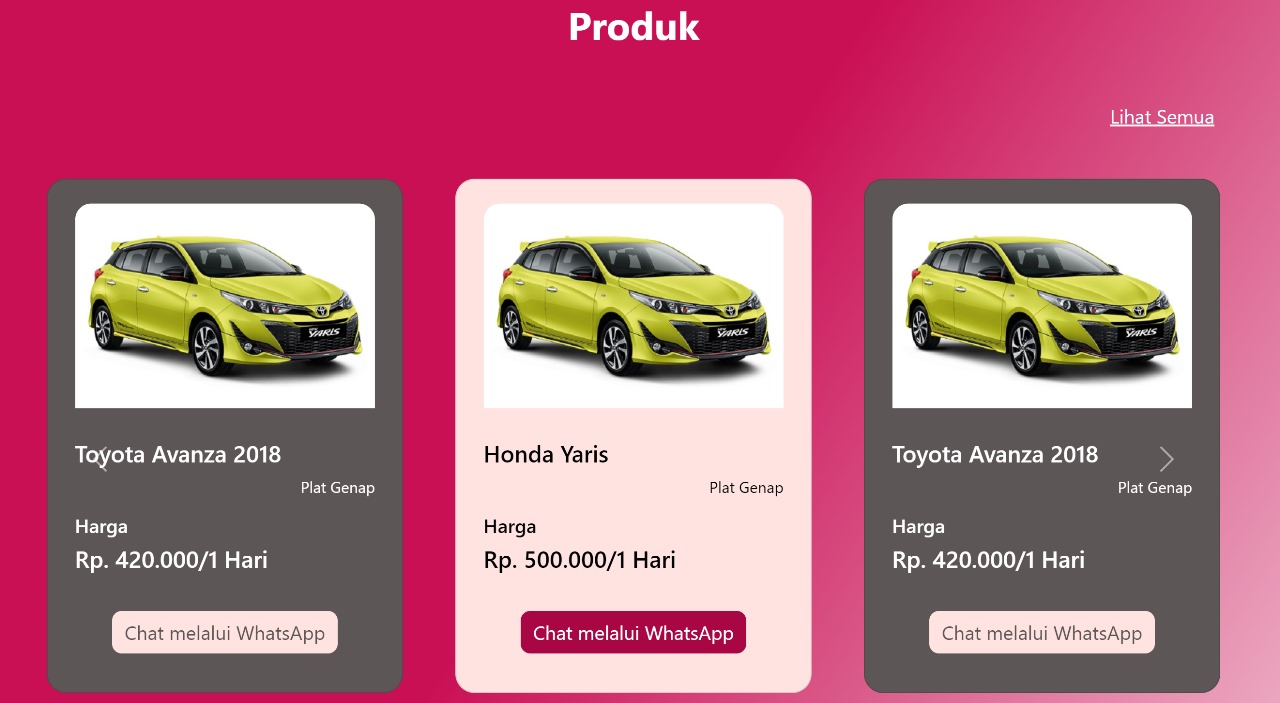 Produk
Lihat Semua
YARIS
Toyota Avanza 2018
Plat Genap
Harga
Rp. 420.000/1 Hari
Chat melalui WhatsApp
YARIS
Honda Yaris
Plat Genap
Harga
Rp. 500.000/1 Hari
Chat melalui WhatsApp
YARIS
Toyota Avanza 2018
Plat Genap
Harga
Rp. 420.000/1 Hari
Chat melalui WhatsApp